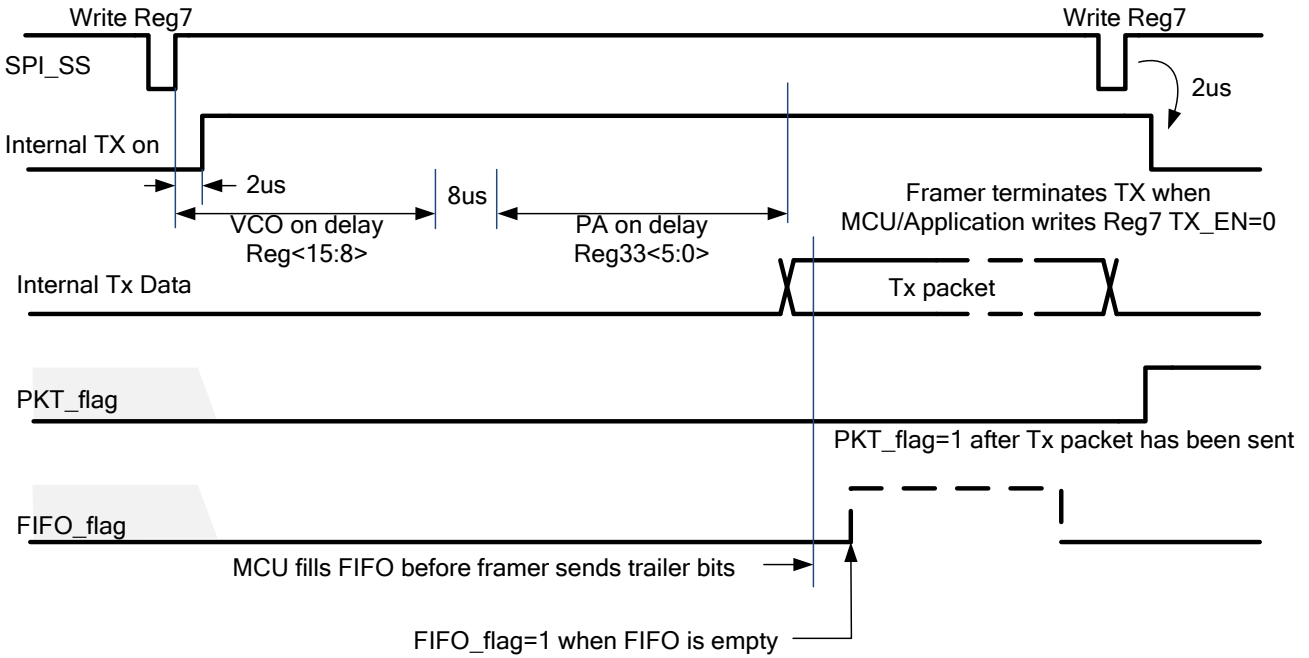 Write Reg7
Write Reg7
SPI_SS
2us
Internal TX on
2us
8us
VCO on delay
Reg<15:8>
PA on delay
Reg33<5:0>
Framer terminates TX when
MCU/Application writes Reg7 TX_EN=0
Internal Tx Data
Tx packet
PKT_flag
PKT_flag=1 after Tx packet has been sent
FIFO_flag
MCU fills FIFO before framer sends trailer bits
FIFO_flag=1 when FIFO is empty